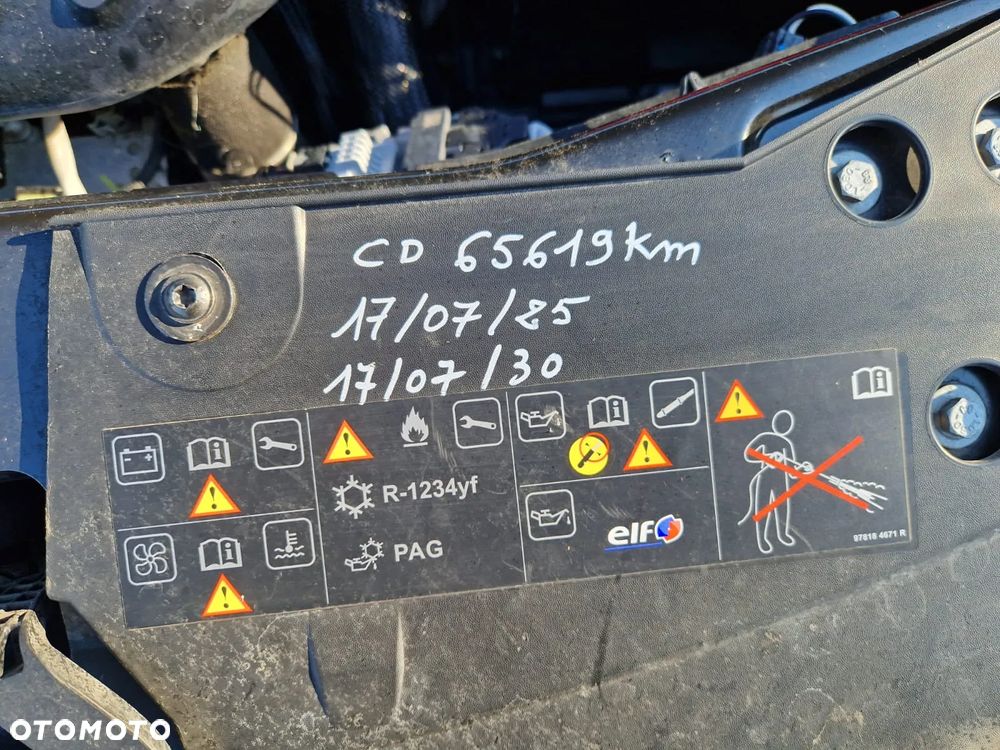 CD 65619km
17/07/25
17/07/30
R-1234yf
PAG
elf
97818 4671 R
OTOMOTO